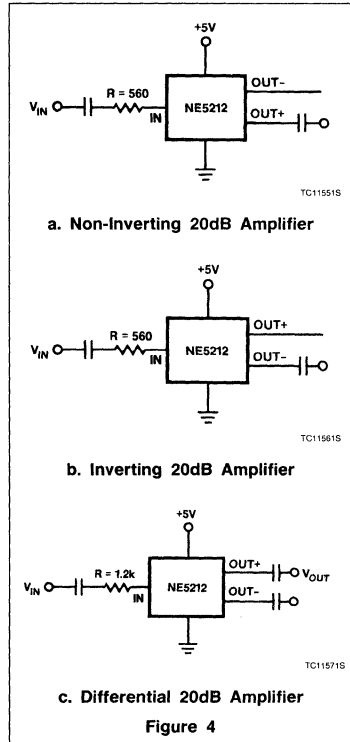 +5V
OUT-
R = 560
NE5212
OUT+
VIN
IN
TC11551S
a. Non-Inverting 20dB Amplifier
+5V
OUT+
R = 560
NE5212
OUT-
VIN
IN
TC11561S
b. Inverting 20dB Amplifier
+5V
OUT+
VOUT
R = 1.2k
NE5212
OUT-
VIN
IN
TC11571S
c. Differential 20dB Amplifier
Figure 4